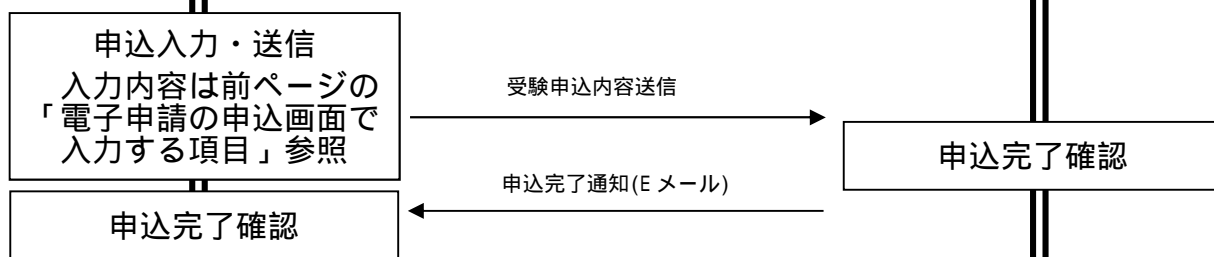 申込入力・送信
入力内容は前ページの
「電子申請の申込画面で
入力する項目」参照
受験申込内容送信
申込完了確認
申込完了通知(E メール)
申込完了確認